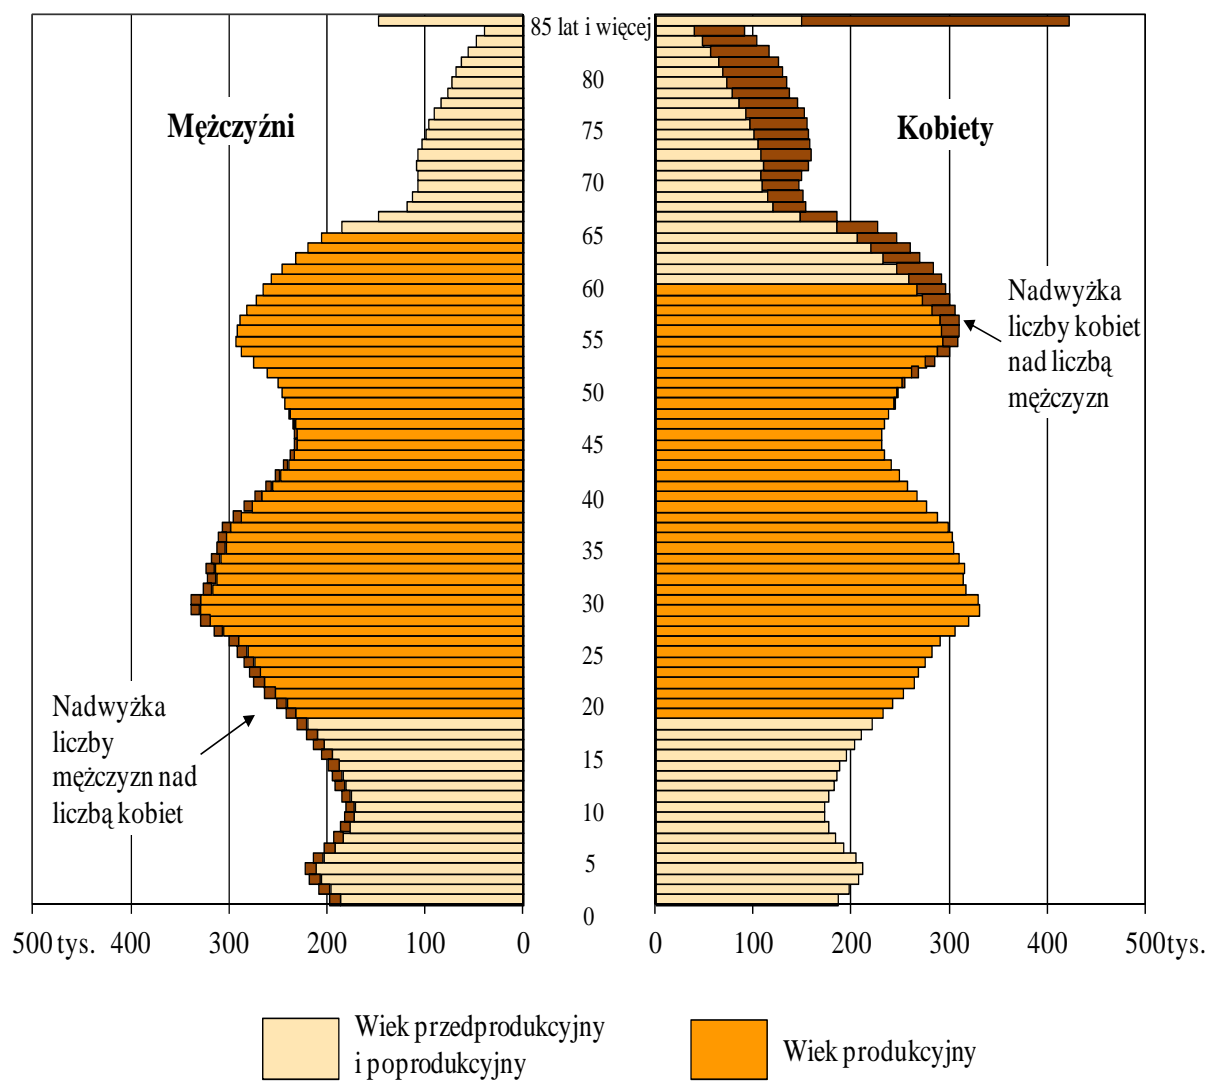 85 lat i więcej
Mężczyźni
Kobiety
80
75
70
65
60
55
50
45
40
35
30
25
20
15
10
5
0
Nadwyżka
liczby kobiet
nad liczbą
mężczyzn
Nadwyżka
liczby
mężczyzn nad
liczbą kobiet
500 tys. 400 300 200 100 0
0 100 200 300 400 500tys.
Wiek przedprodukcyjny
i poprodukcyjny
Wiek produkcyjny